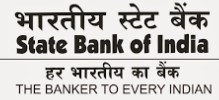 भारतीय स्टेट बैंक
State Bank of India
हर भारतीय का बैंक
THE BANKER TO EVERY INDIAN